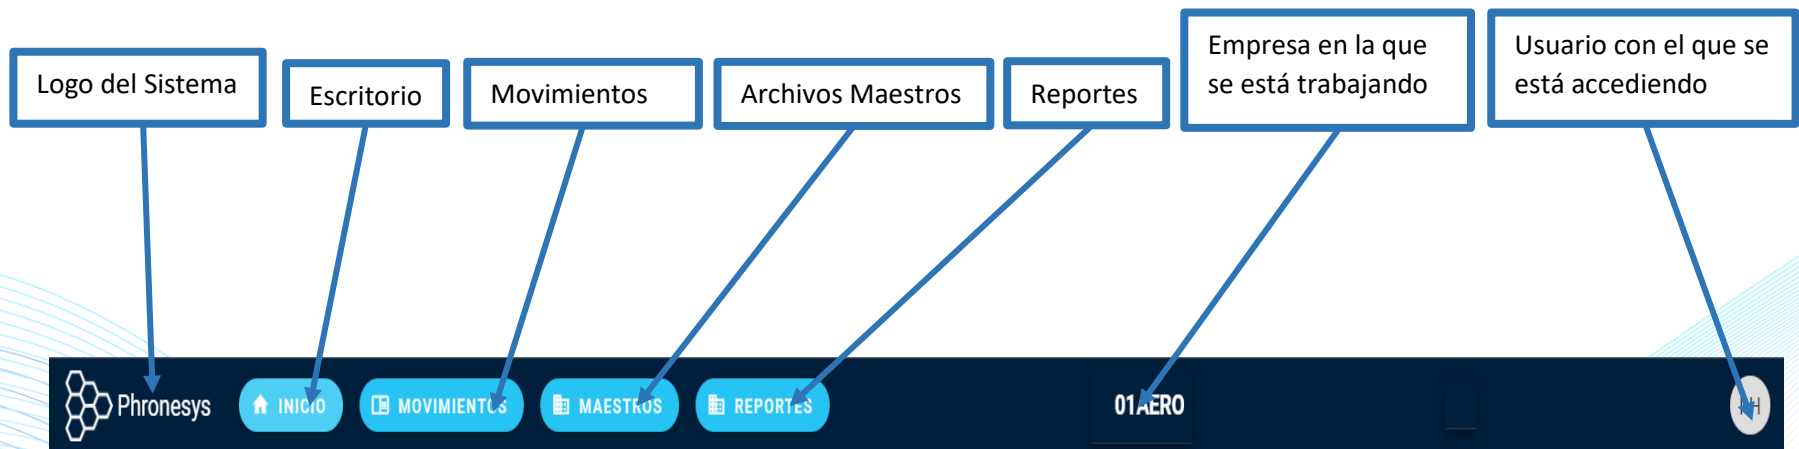 Logo del Sistema
Escritorio
Movimientos
Archivos Maestros
Reportes
Empresa en la que
se está trabajando
Usuario con el que se
está accediendo
Phronesys
INICIO
MOVIMIENTOS
MAESTROS
REPORTES
01AERO